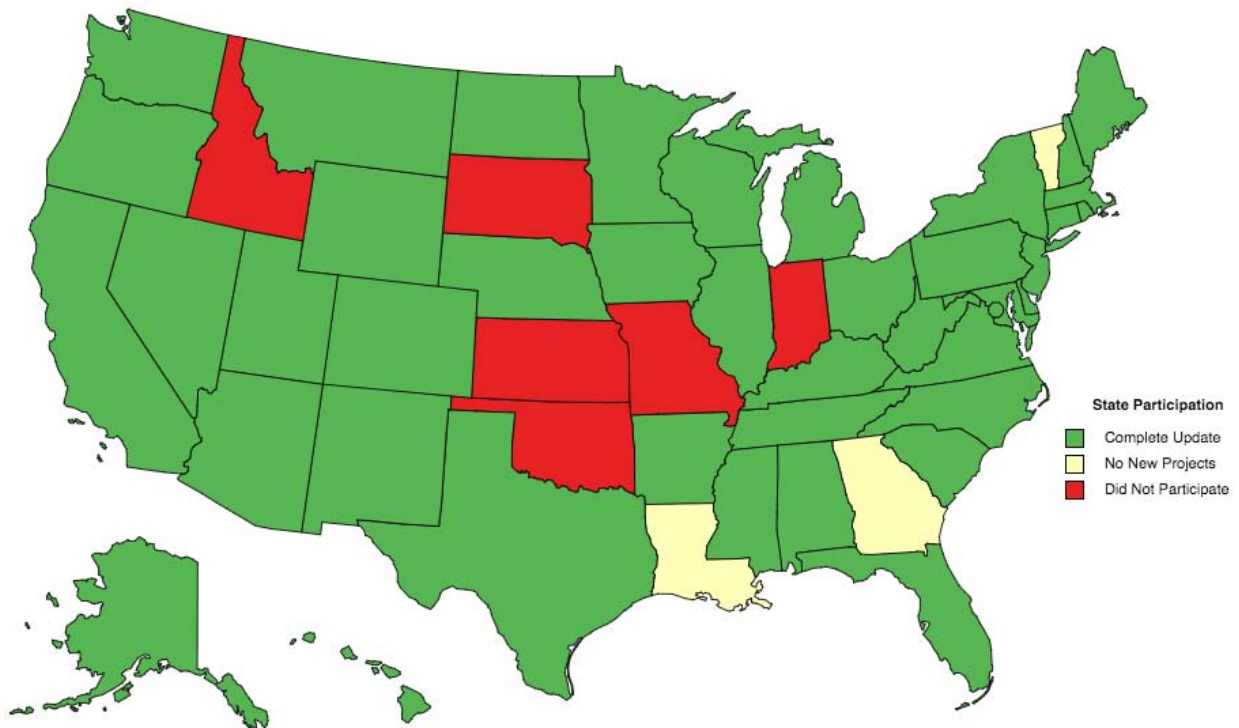 State Participation
Complete Update
No New Projects
Did Not Participate